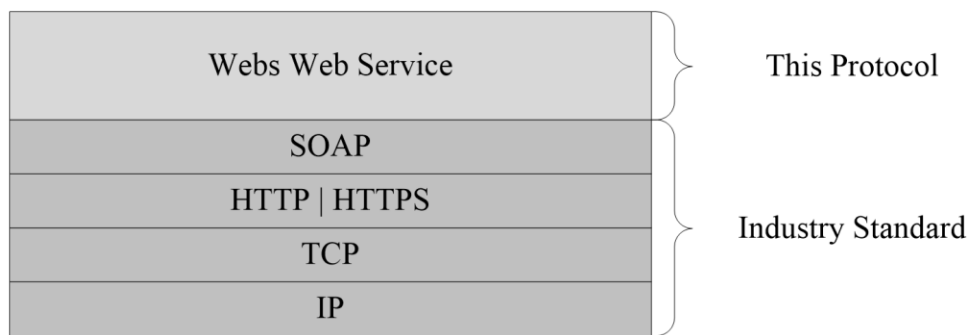 Webs Web Service
This Protocol
SOAP
HTTP | HTTPS
Industry Standard
TCP
IP